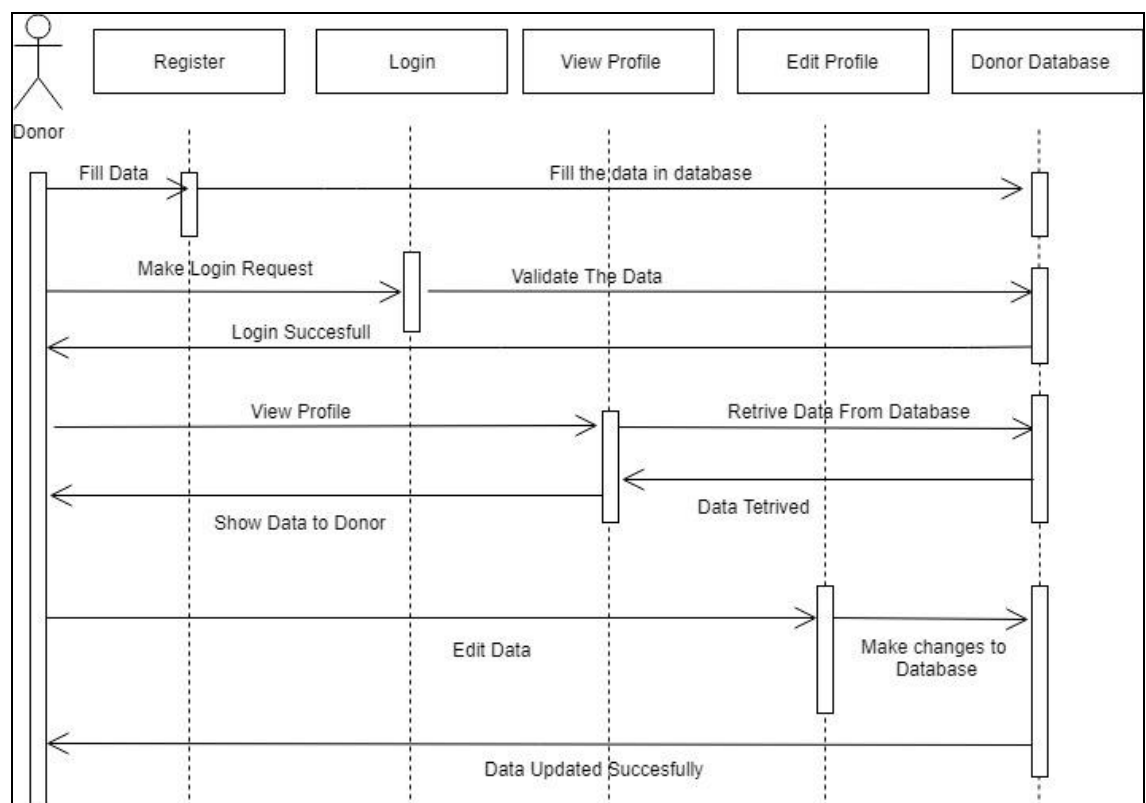 Register
Login
View Profile
Edit Profile
Donor Database
Donor
Fill Data
Fill the data in database
Make Login Request
Validate The Data
Login Succesfull
View Profile
Retrive Data From Database
Data Tetrived
Show Data to Donor
Edit Data
Make changes to
Database
Data Updated Succesfully